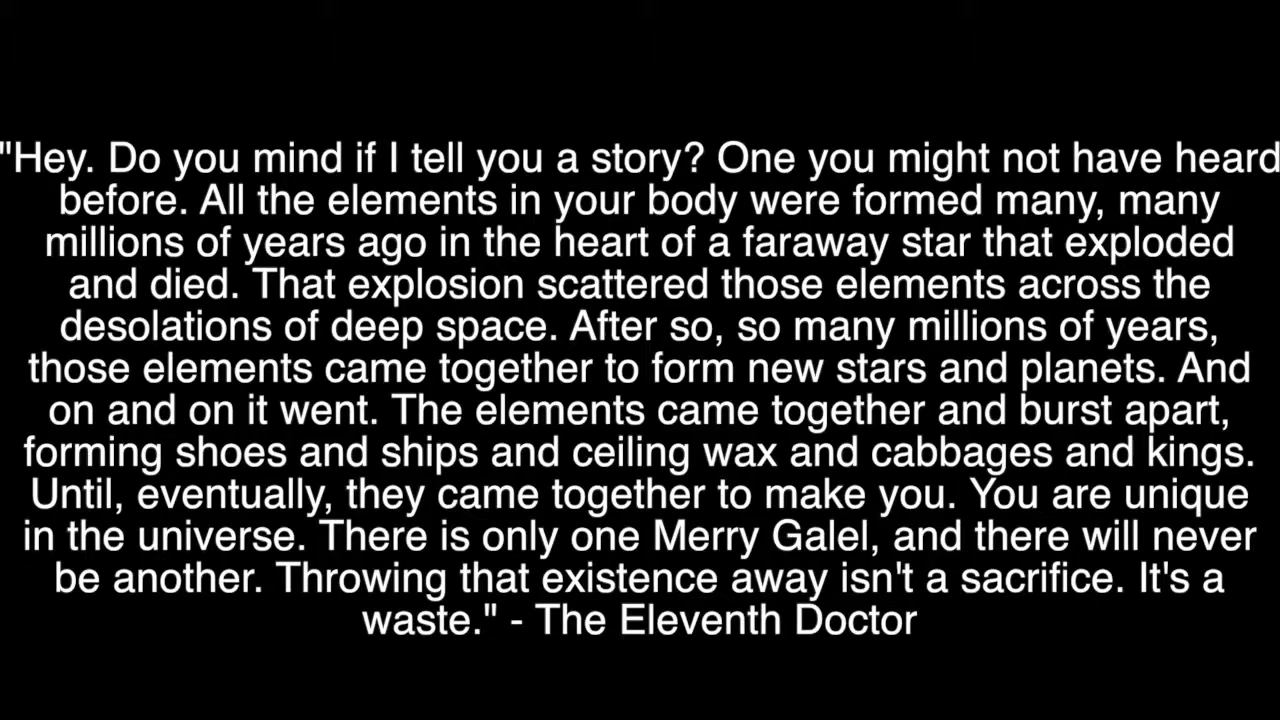 "Hey. Do you mind if I tell you a story? One you might not have heard
before. All the elements in your body were formed many, many
millions of years ago in the heart of a faraway star that exploded
and died. That explosion scattered those elements across the
desolations of deep space. After so, so many millions of years,
those elements came together to form new stars and planets. And
on and on it went. The elements came together and burst apart,
forming shoes and ships and ceiling wax and cabbages and kings.
Until, eventually, they came together to make you. You are unique
in the universe. There is only one Merry Galel, and there will never
be another. Throwing that existence away isn't a sacrifice. It's a
waste." - The Eleventh Doctor